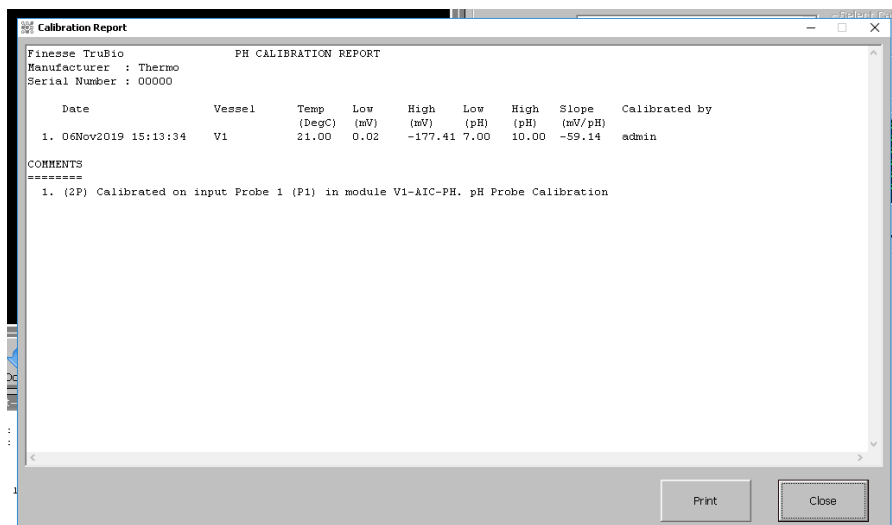 Calibration Report
Finesse TruBio PH CALIBRATION REPORT
Manufacturer : Thermo
Serial Number : 00000
Date Vessel Temp Low High Low High Slope Calibrated by
(DegC) (mV) (mV) (pH) (pH) (mV/pH)
1. 06Nov2019 15:13:34 V1 21.00 0.02 -177.41 7.00 10.00 -59.14 admin
COMMENTS
========
1. (2P) Calibrated on input Probe 1 (P1) in module V1-AIC-PH. pH Probe Calibration
Print Close